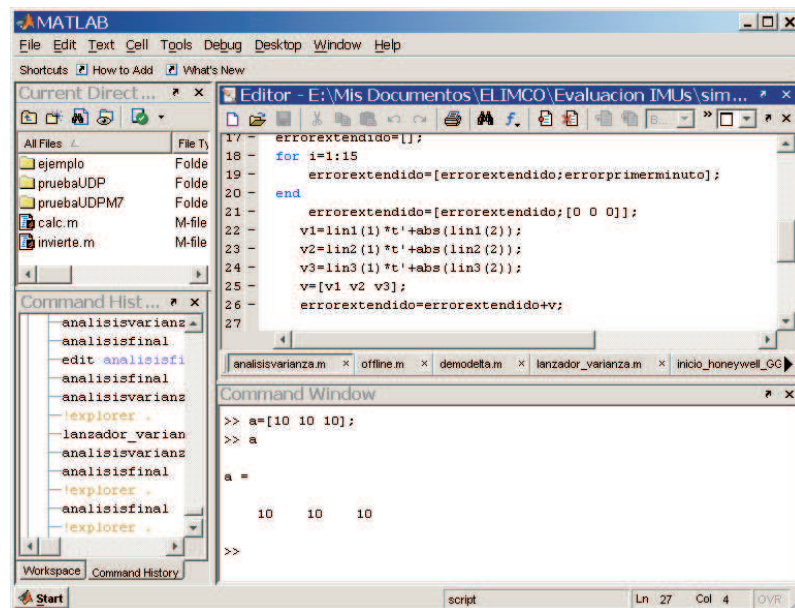 MATLAB
File Edit Text Cell Tools Debug Desktop Window Help
Shortcuts How to Add What's New
Current Direct...
All Files File Ty
ejemplo Folde
pruebaUDP Folde
pruebaUDPM7 Folde
calc.m M-file
invierte.m M-file
Command Hist...
analisisvarianz
analisisfinal
edit analisisfi
analisisfinal
analisisvarianz
!explorer .
lanzador_varian
analisisvarianz
analisisfinal
!explorer .
analisisfinal
!explorer .
Workspace Command History
Editor - E:\Mis Documentos\ELIMCO\Evaluacion IMUs\sim...
B...
17 - errorextendido=[];
18 - for i=1:15
19 - errorextendido=[errorextendido;errorprimerminuto];
20 - end
21 - errorextendido=[errorextendido;[0 0 0]];
22 - v1=lin1(1)*t'+abs(lin1(2));
23 - v2=lin2(1)*t'+abs(lin2(2));
24 - v3=lin3(1)*t'+abs(lin3(2));
25 - v=[v1 v2 v3];
26 - errorextendido=errorextendido+v;
27
analisisvarianza.m × offline.m × demodelta.m × lanzador_varianza.m × inicio_honeywell_GG
Command Window
>> a=[10 10 10];
>> a
a =
10 10 10
>>
Start script Ln 27 Col 4 OVR